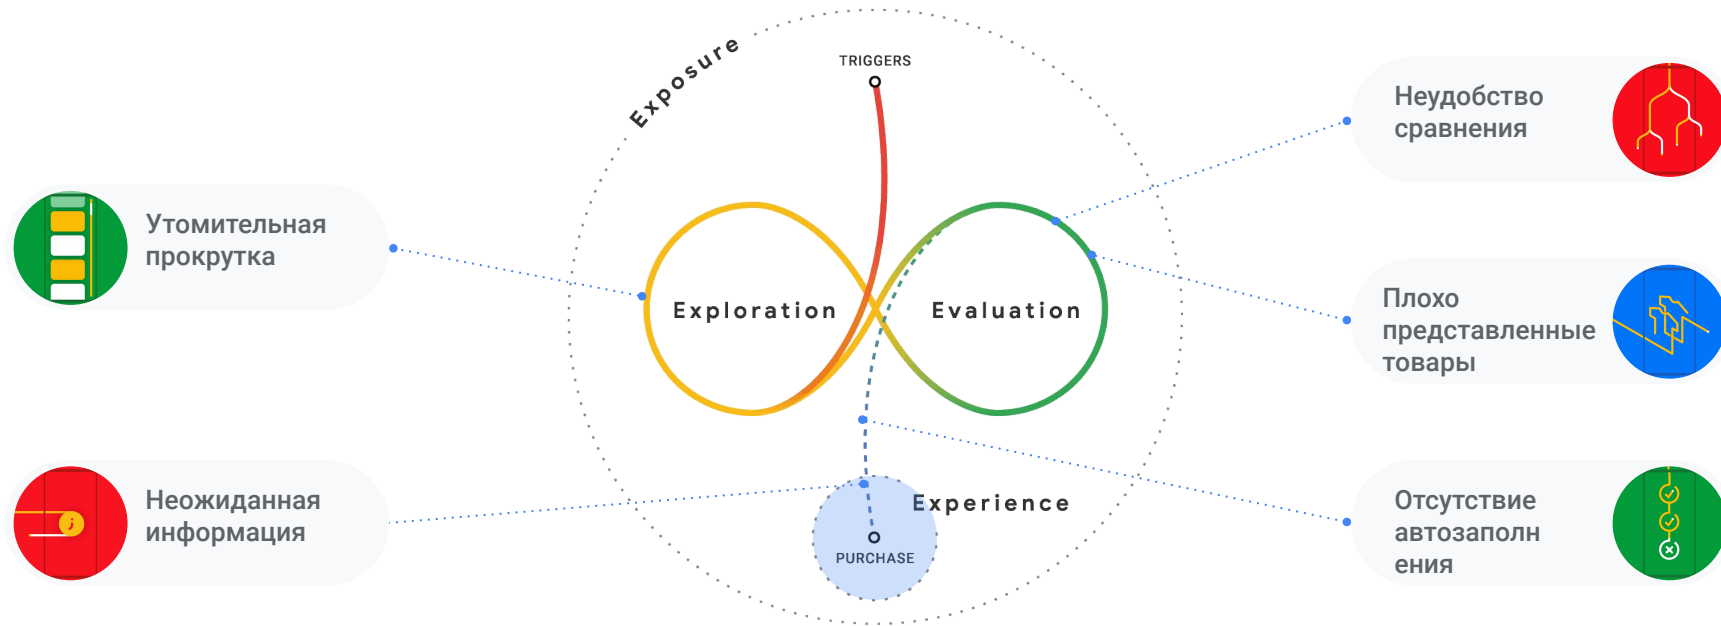 Exposure
TRIGGERS
Неудобство
сравнения
Утомительная
прокрутка
Exploration
Evaluation
Плохо
представленные
товары
Неожиданная
информация
Experience
PURCHASE
Отсутствие
автозаполн
ения